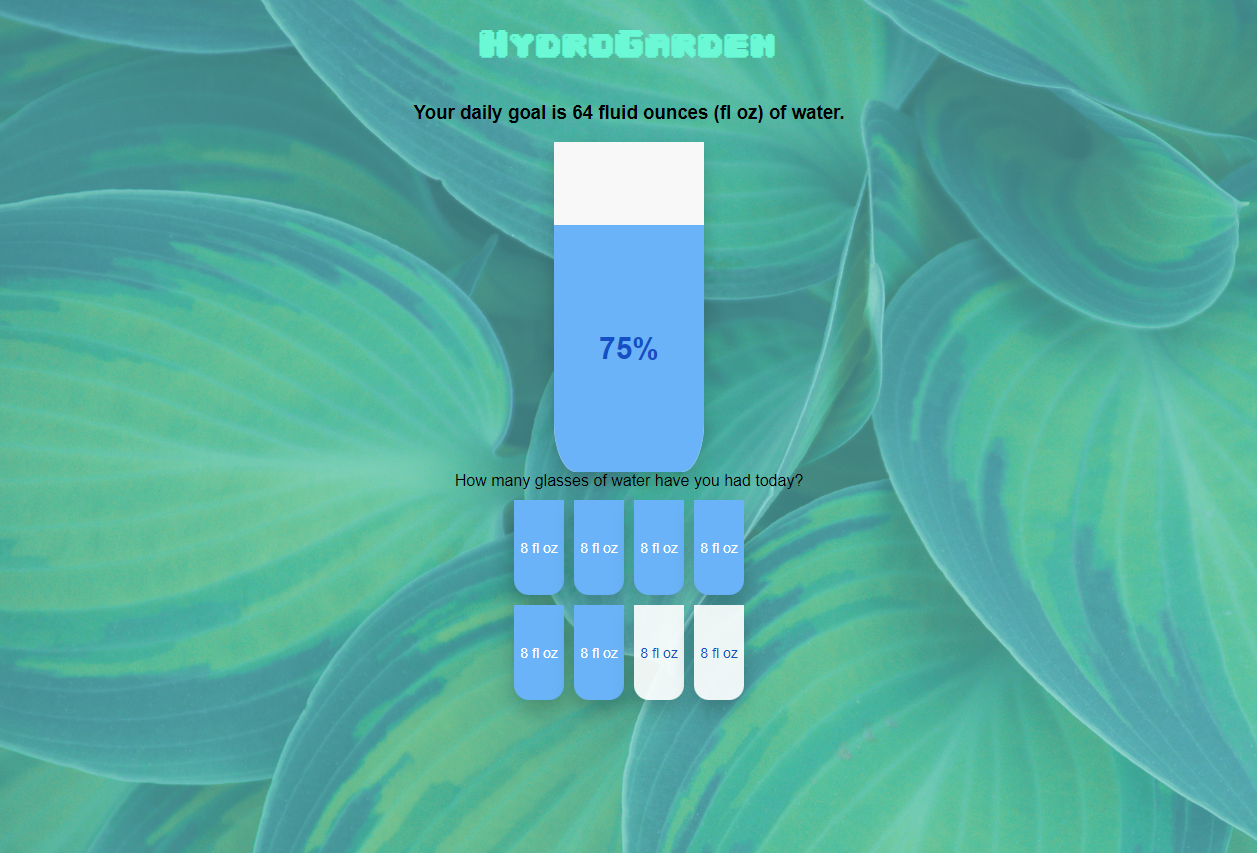 HydroGarden
Your daily goal is 64 fluid ounces (fl oz) of water.
75%
How many glasses of water have you had today?
8 fl oz 8 fl oz 8 fl oz 8 fl oz
8 fl oz 8 fl oz 8 fl oz 8 fl oz